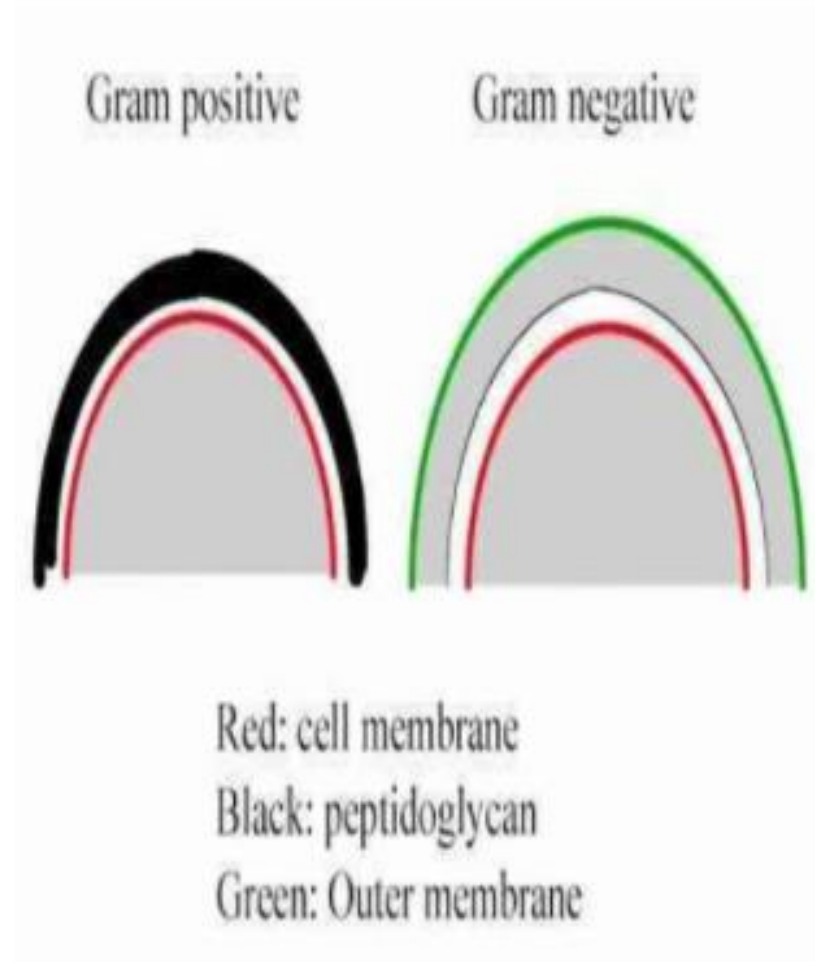 Gram positive
Gram negative
Red: cell membrane
Black: peptidoglycan
Green: Outer membrane